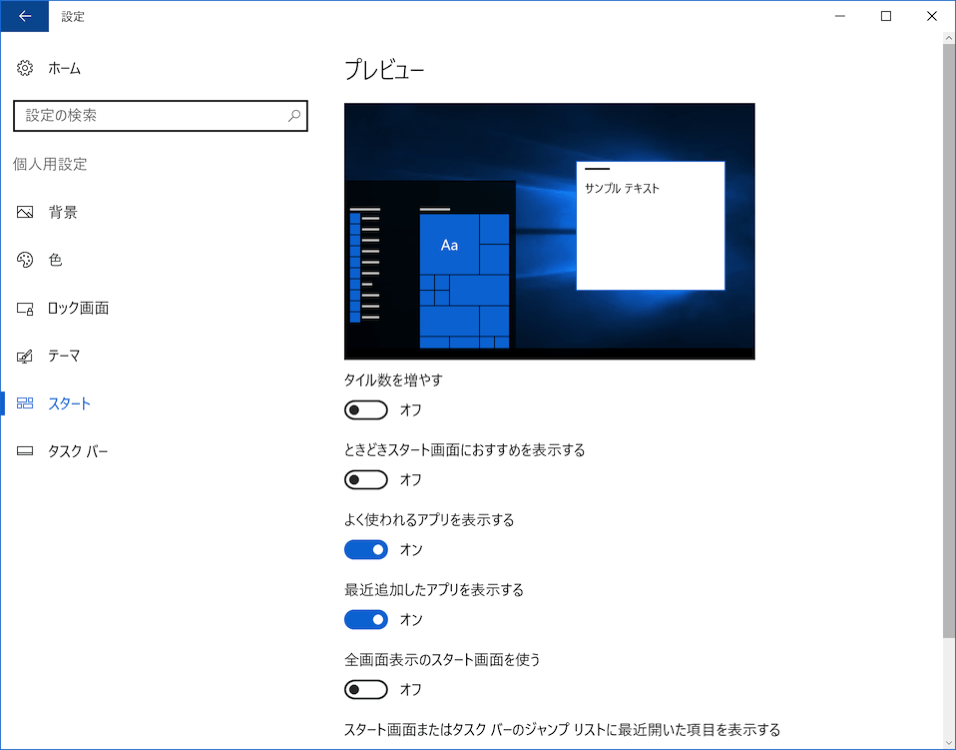 設定
ホーム
設定の検索
個人用設定
背景
色
ロック画面
テーマ
スタート
タスク バー
プレビュー
サンプル テキスト
Aa
タイル数を増やす
オフ
ときどきスタート画面におすすめを表示する
オフ
よく使われるアプリを表示する
オン
最近追加したアプリを表示する
オン
全画面表示のスタート画面を使う
オフ
スタート画面またはタスク バーのジャンプ リストに最近開いた項目を表示する